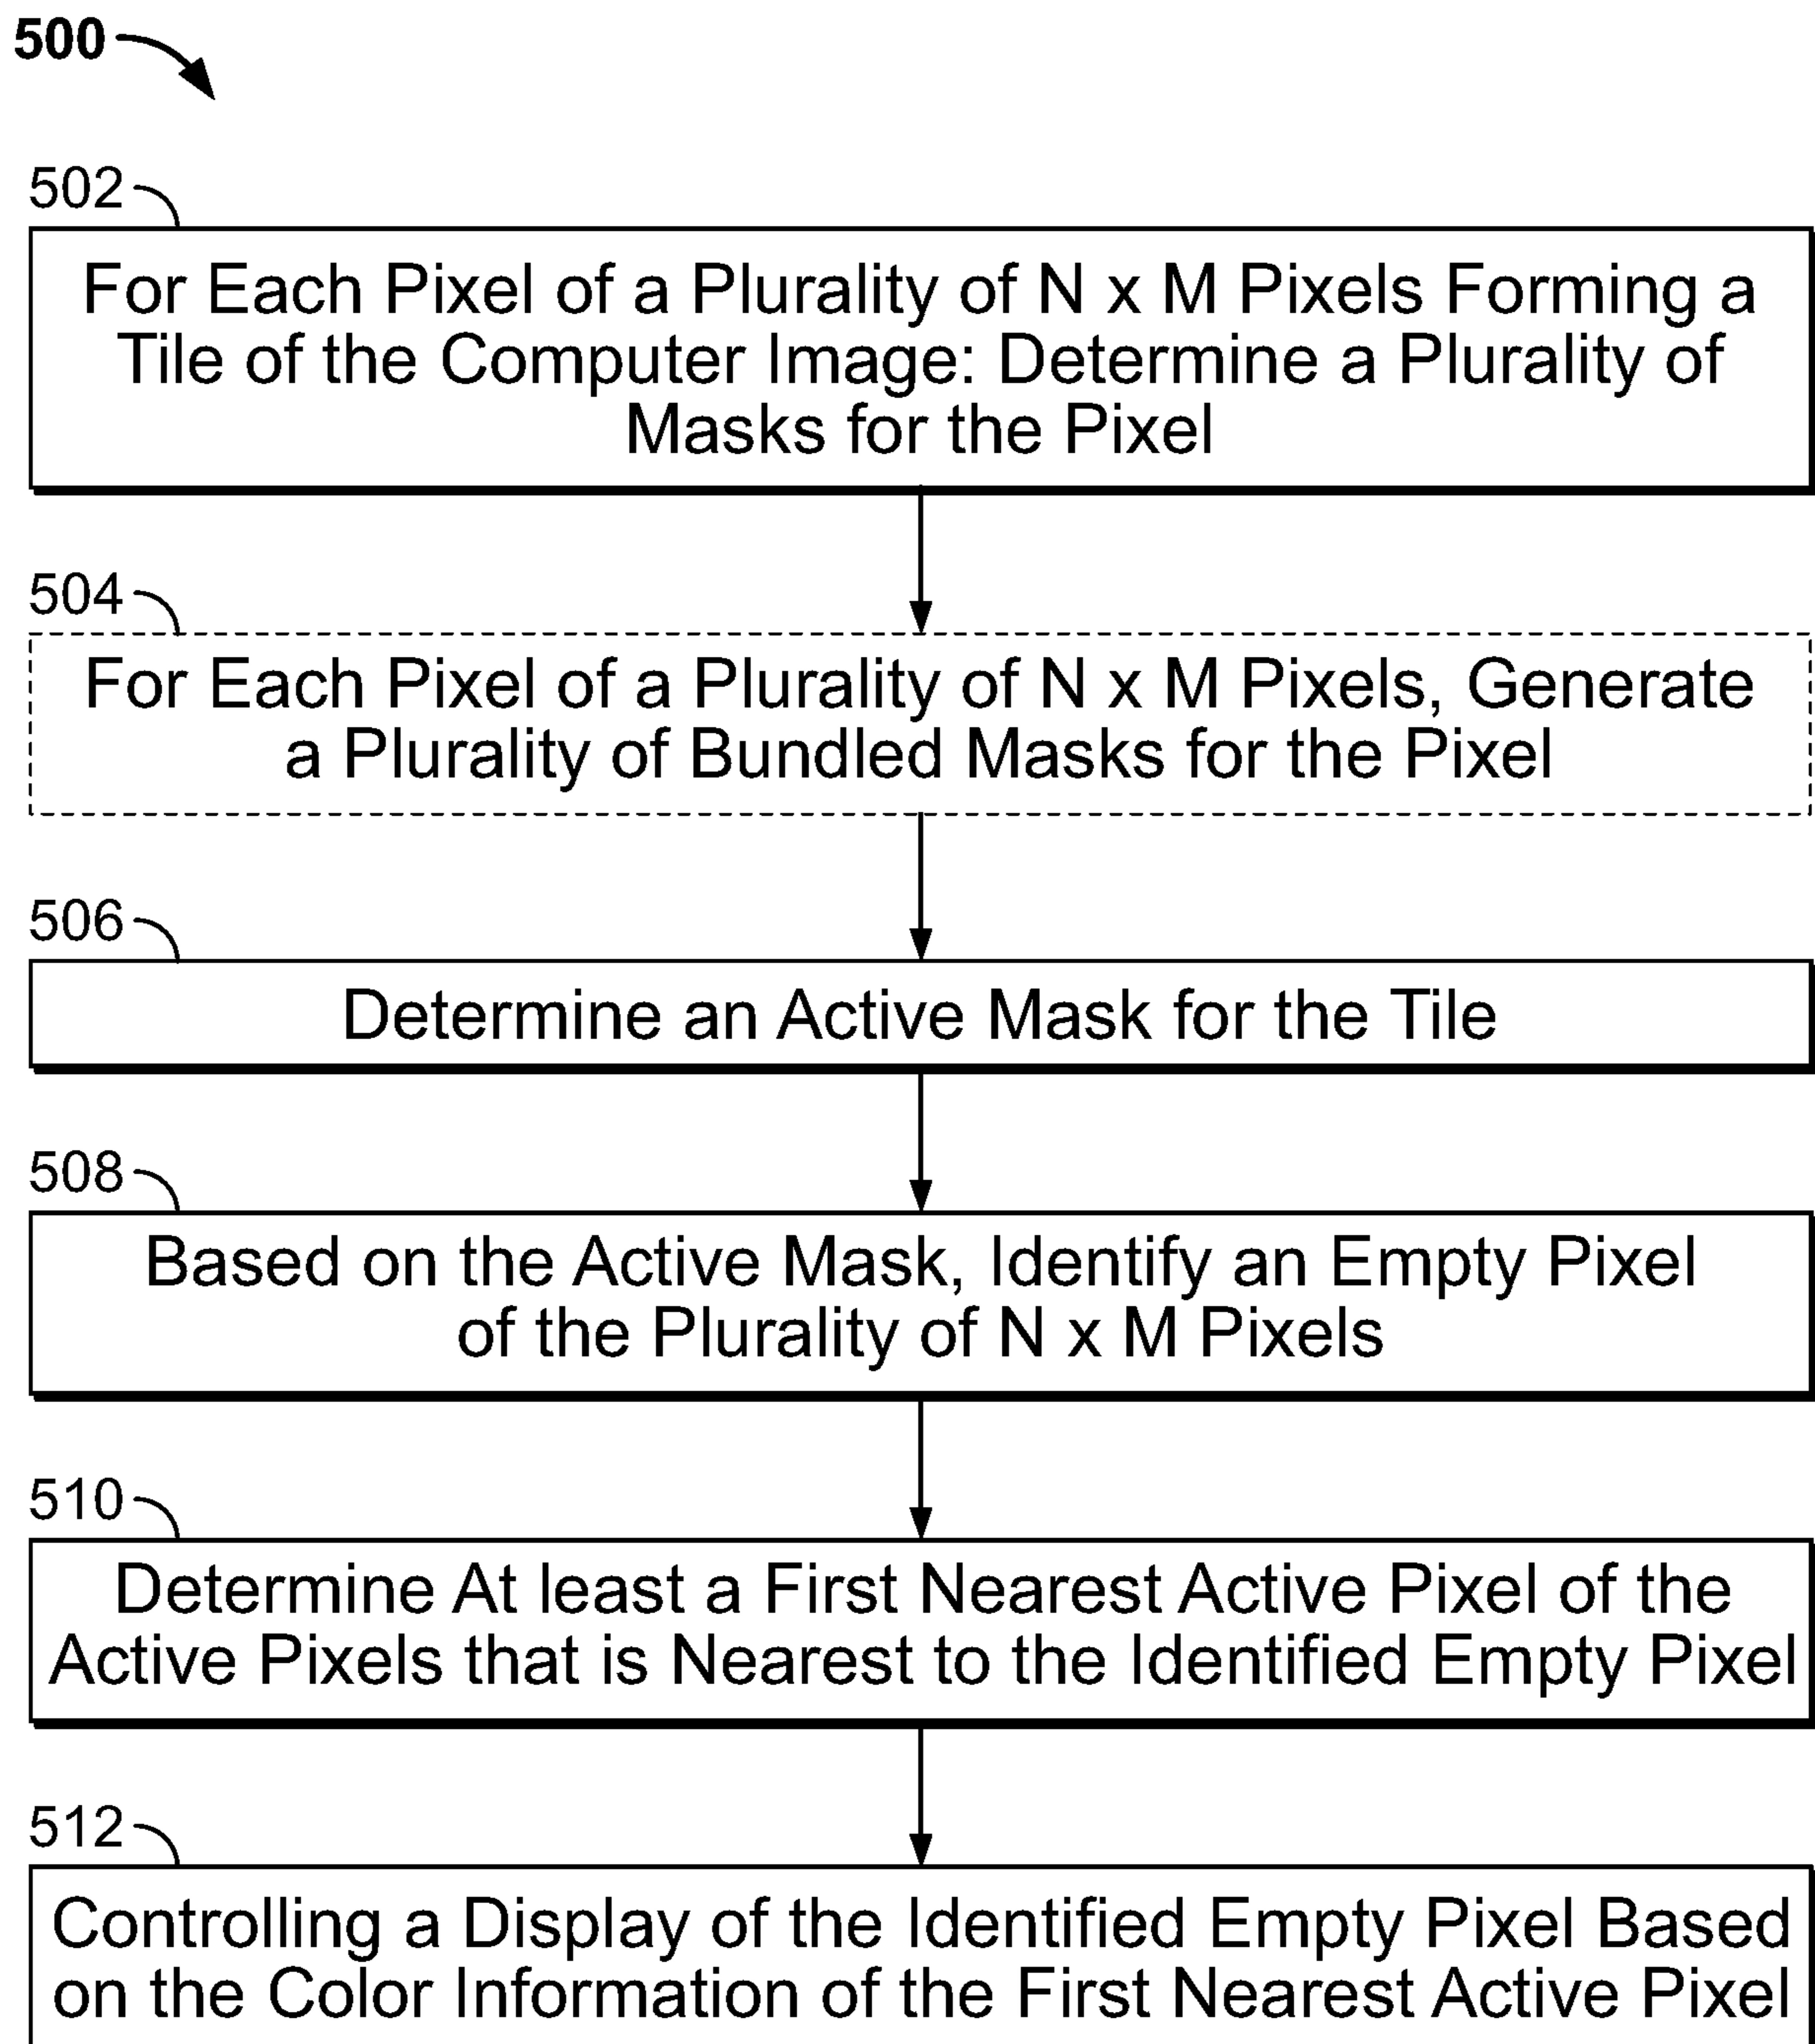 500
502
For Each Pixel of a Plurality of N x M Pixels Forming a
Tile of the Computer Image: Determine a Plurality of
Masks for the Pixel
504
For Each Pixel of a Plurality of N x M Pixels, Generate
a Plurality of Bundled Masks for the Pixel
506
Determine an Active Mask for the Tile
508
Based on the Active Mask, Identify an Empty Pixel
of the Plurality of N x M Pixels
510
Determine At least a First Nearest Active Pixel of the
Active Pixels that is Nearest to the Identified Empty Pixel
512
Controlling a Display of the Identified Empty Pixel Based
on the Color Information of the First Nearest Active Pixel